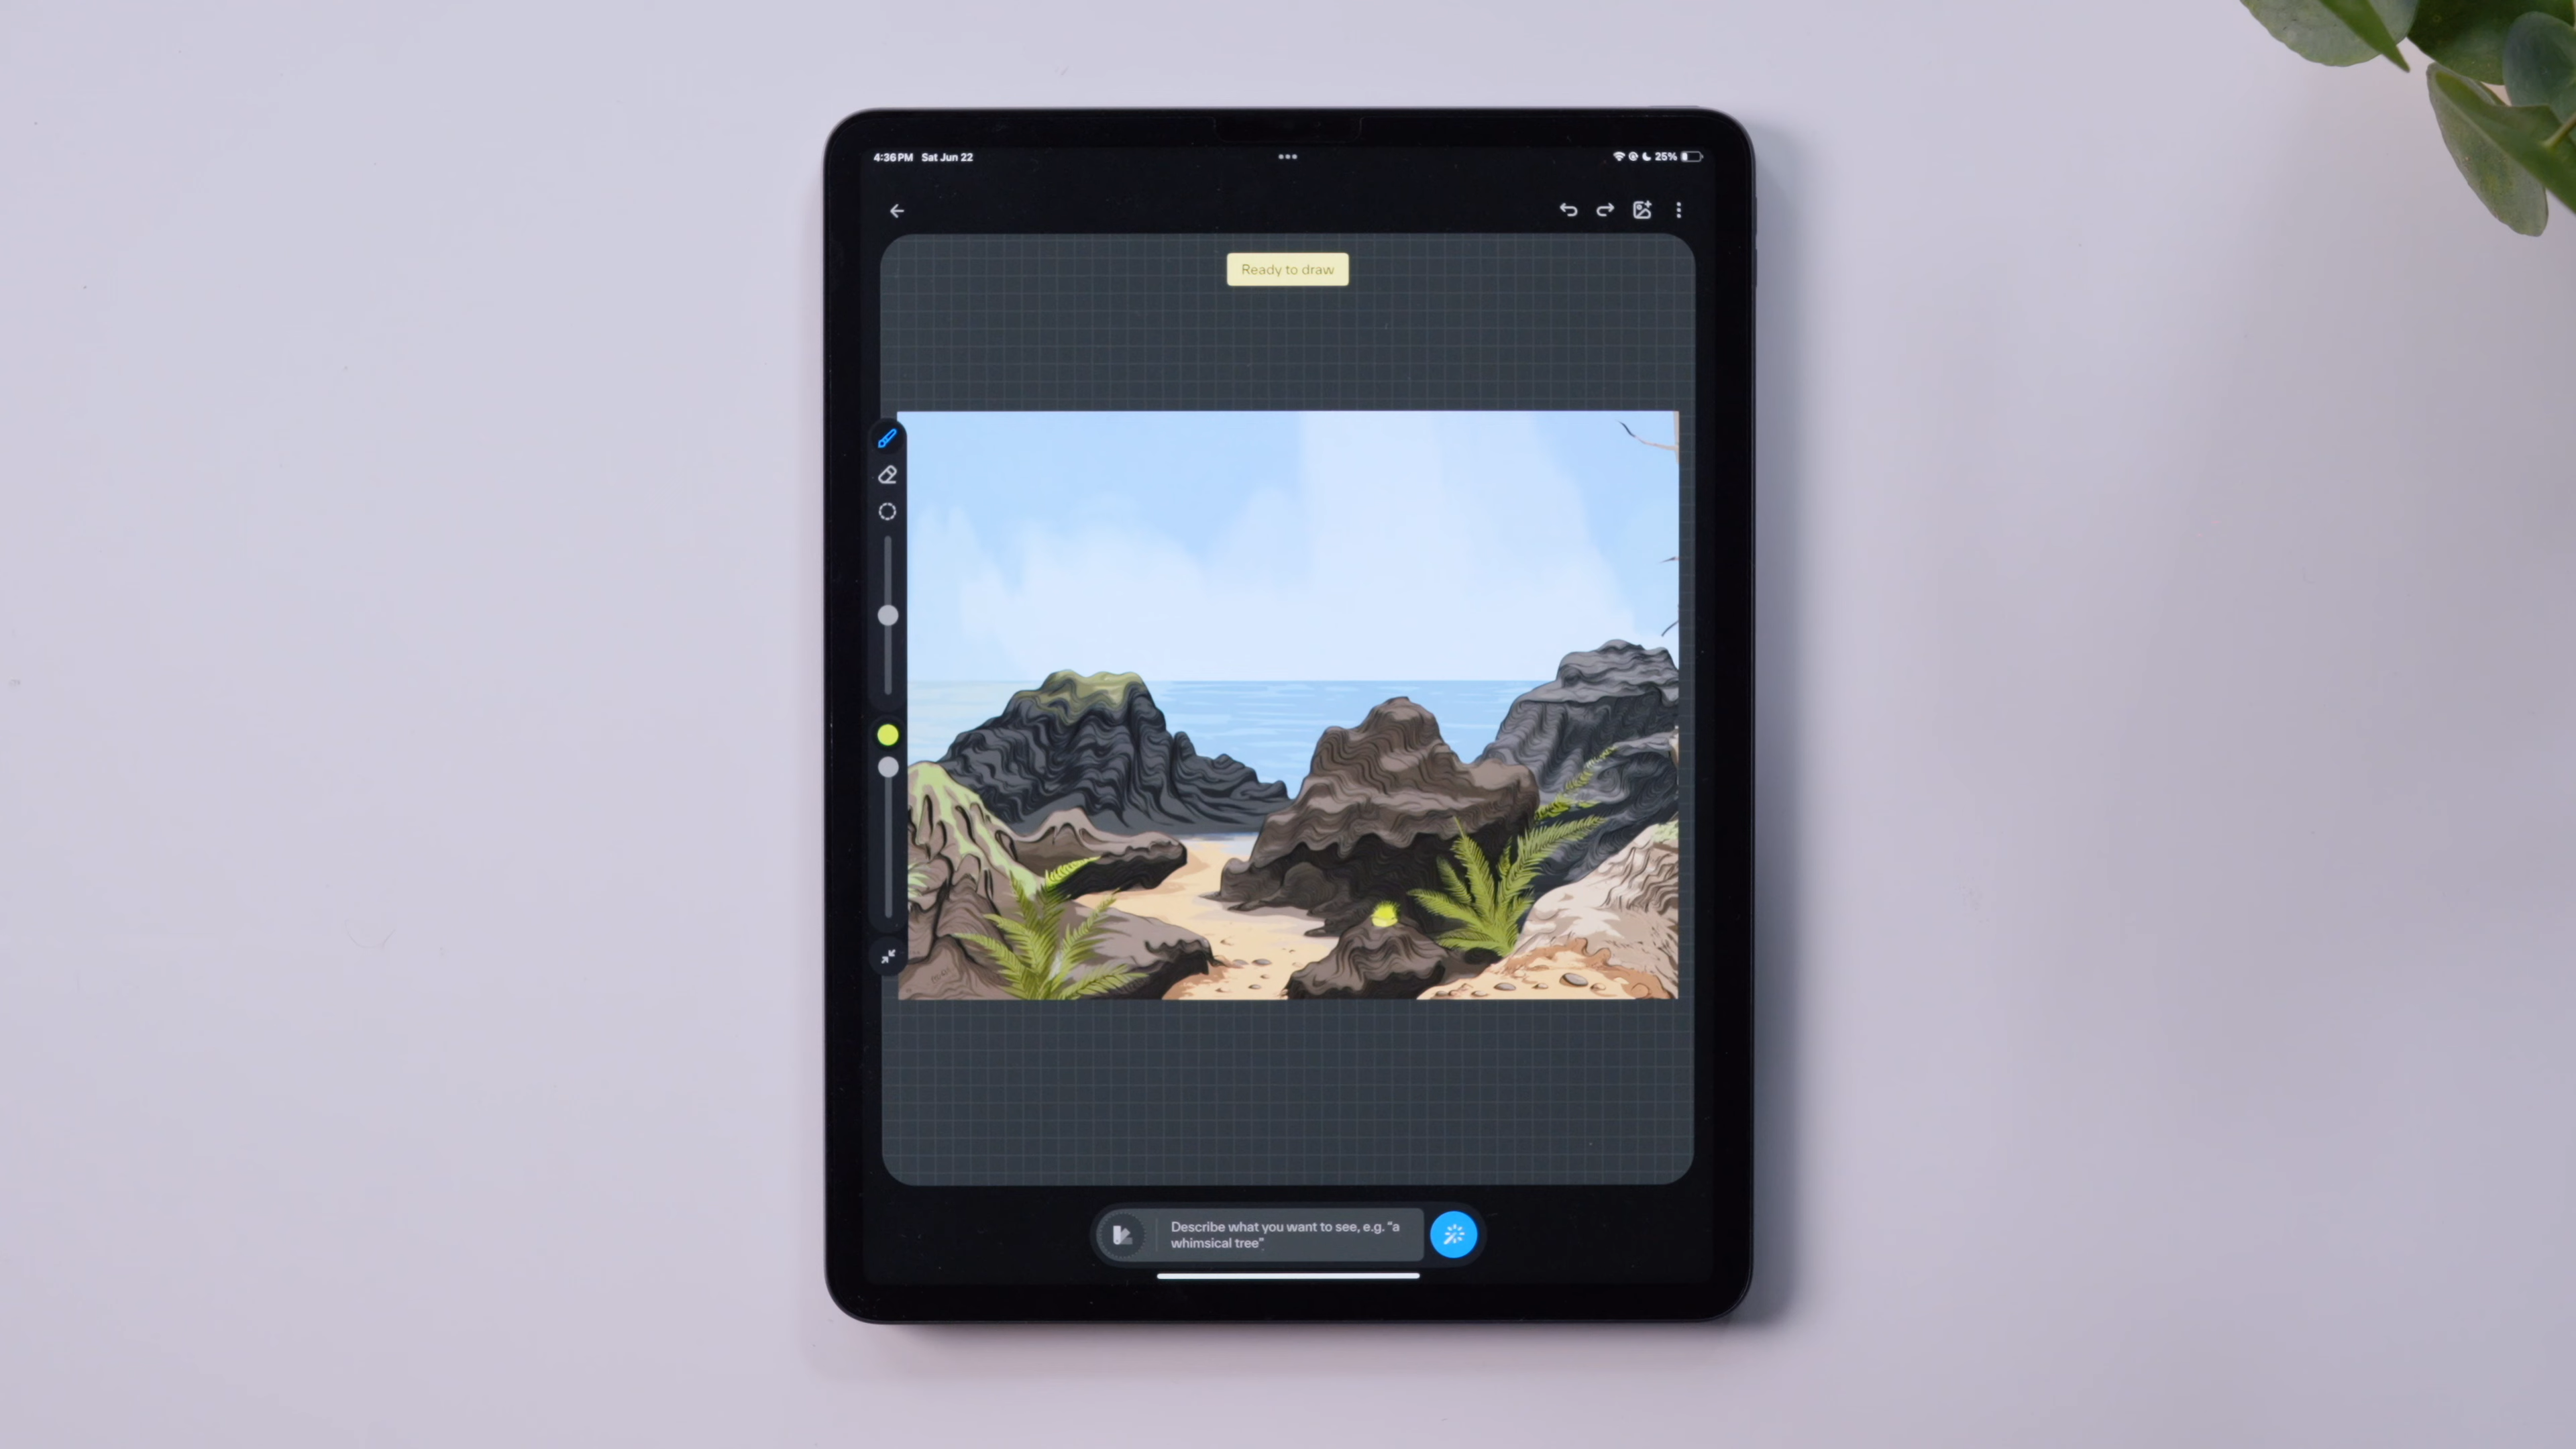 4:36 PM Sat Jun 22
25%
Ready to draw
Describe what you want to see, e.g. “a
whimsical tree”